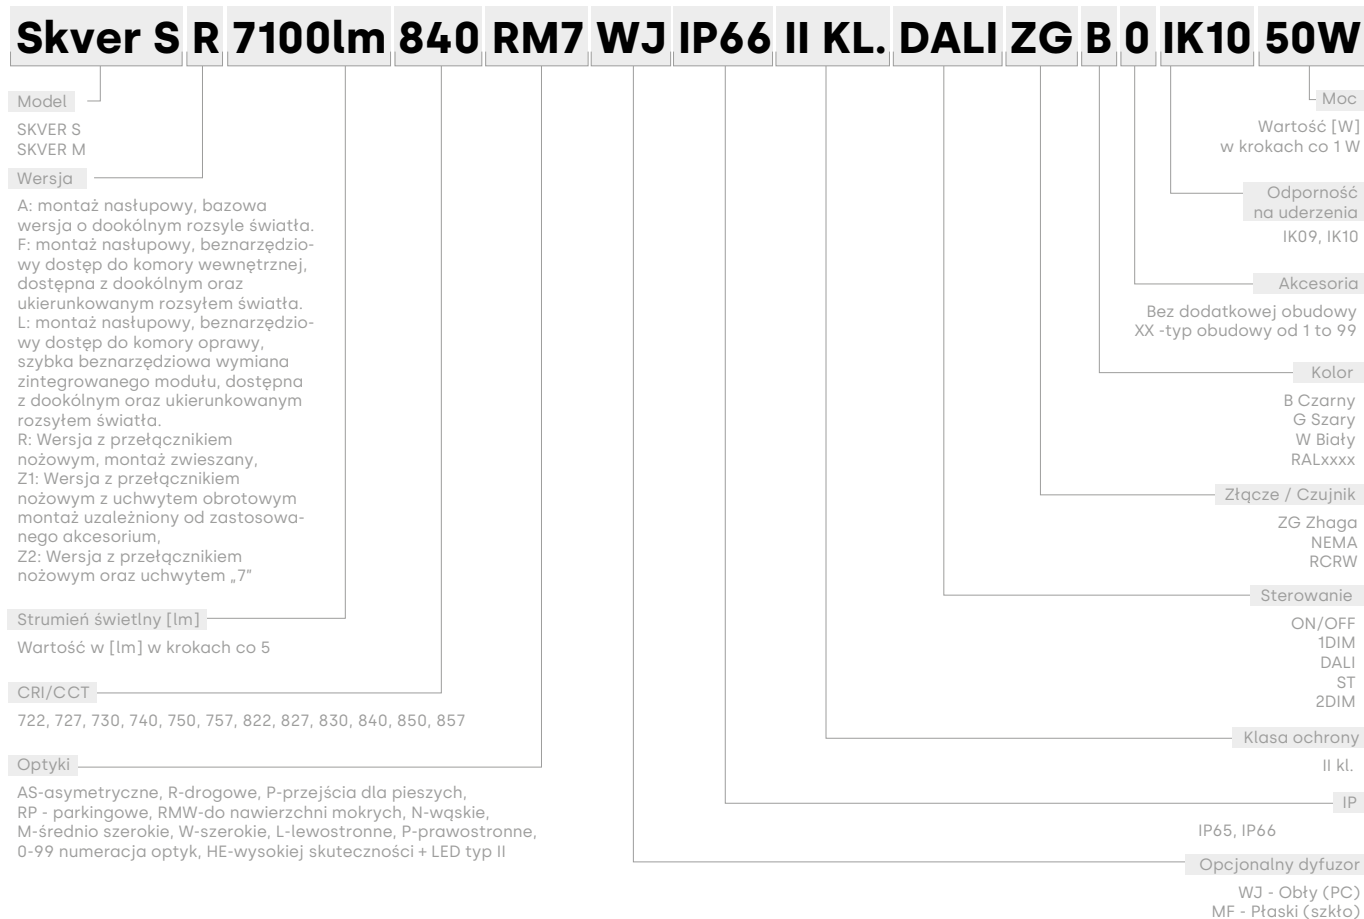 Skver S R 7100lm 840 RM7 WJ IP66 II KL. DALI ZG B 0 IK10 50W
Model
SKVER S
SKVER M
Wersja
A: montaż nasłupowy, bazowa
wersja o dookólnym rozsyle światła.
F: montaż nasłupowy, beznarzędzio-
wy dostęp do komory wewnętrznej,
dostępna z dookólnym oraz
ukierunkowanym rozsyłem światła.
L: montaż nasłupowy, beznarzędzio-
wy dostęp do komory oprawy,
szybka beznarzędziowa wymiana
zintegrowanego modułu, dostępna
z dookólnym oraz ukierunkowanym
rozsyłem światła.
R: Wersja z przełącznikiem
nożowym, montaż zwieszany,
Z1: Wersja z przełącznikiem
nożowym z uchwytem obrotowym
montaż uzależniony od zastosowa-
nego akcesorium,
Z2: Wersja z przełącznikiem
nożowym oraz uchwytem „7”
Strumień świetlny [lm]
Wartość w [lm] w krokach co 5
CRI/CCT
722, 727, 730, 740, 750, 757, 822, 827, 830, 840, 850, 857
Optyki
AS-asymetryczne, R-drogowe, P-przejścia dla pieszych,
RP - parkingowe, RMW-do nawierzchni mokrych, N-wąskie,
M-średnio szerokie, W-szerokie, L-lewostronne, P-prawostronne,
0-99 numeracja optyk, HE-wysokiej skuteczności + LED typ II
Moc
Wartość [W]
w krokach co 1 W
Odporność
na uderzenia
IK09, IK10
Akcesoria
Bez dodatkowej obudowy
XX -typ obudowy od 1 to 99
Kolor
B Czarny
G Szary
W Biały
RALxxxx
Złącze / Czujnik
ZG Zhaga
NEMA
RCRW
Sterowanie
ON/OFF
1DIM
DALI
ST
2DIM
Klasa ochrony
II kl.
IP
IP65, IP66
Opcjonalny dyfuzor
WJ - Obły (PC)
MF - Płaski (szkło)